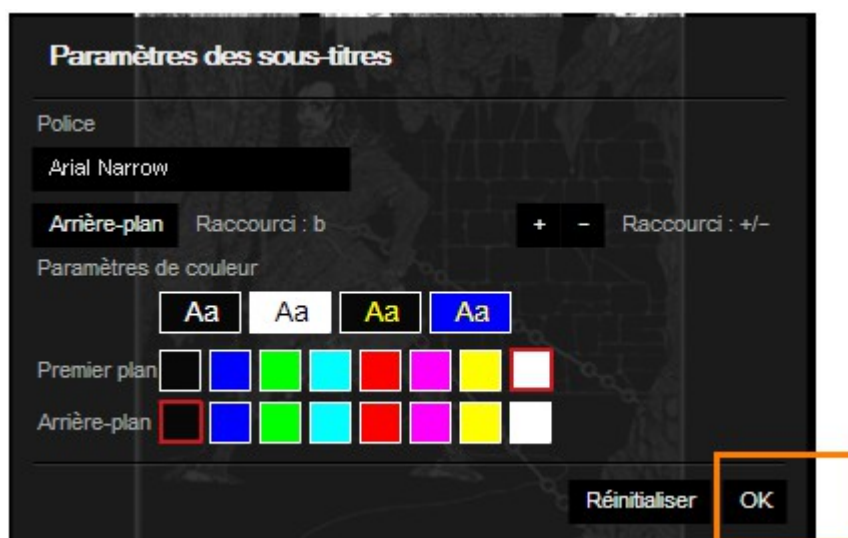 Paramètres des sous-titres
Police
Arial Narrow
Arrière-plan Raccourci : b + − Raccourci : +/−
Paramètres de couleur
Aa Aa Aa Aa
Premier plan
Arrière-plan
Réinitialiser OK